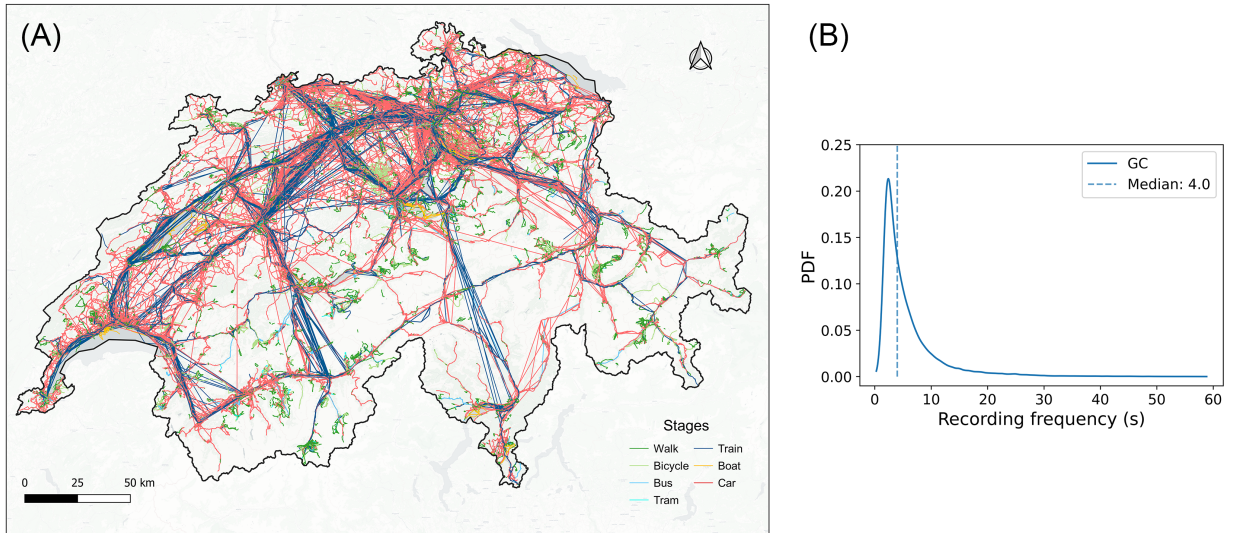 (A)
Stages
Walk Train
Bicycle Boat
Bus Car
Tram
0 25 50 km
(B)
0.25
0.20
0.15
0.10
0.05
0.00
PDF
GC
Median: 4.0
0 10 20 30 40 50 60
Recording frequency (s)